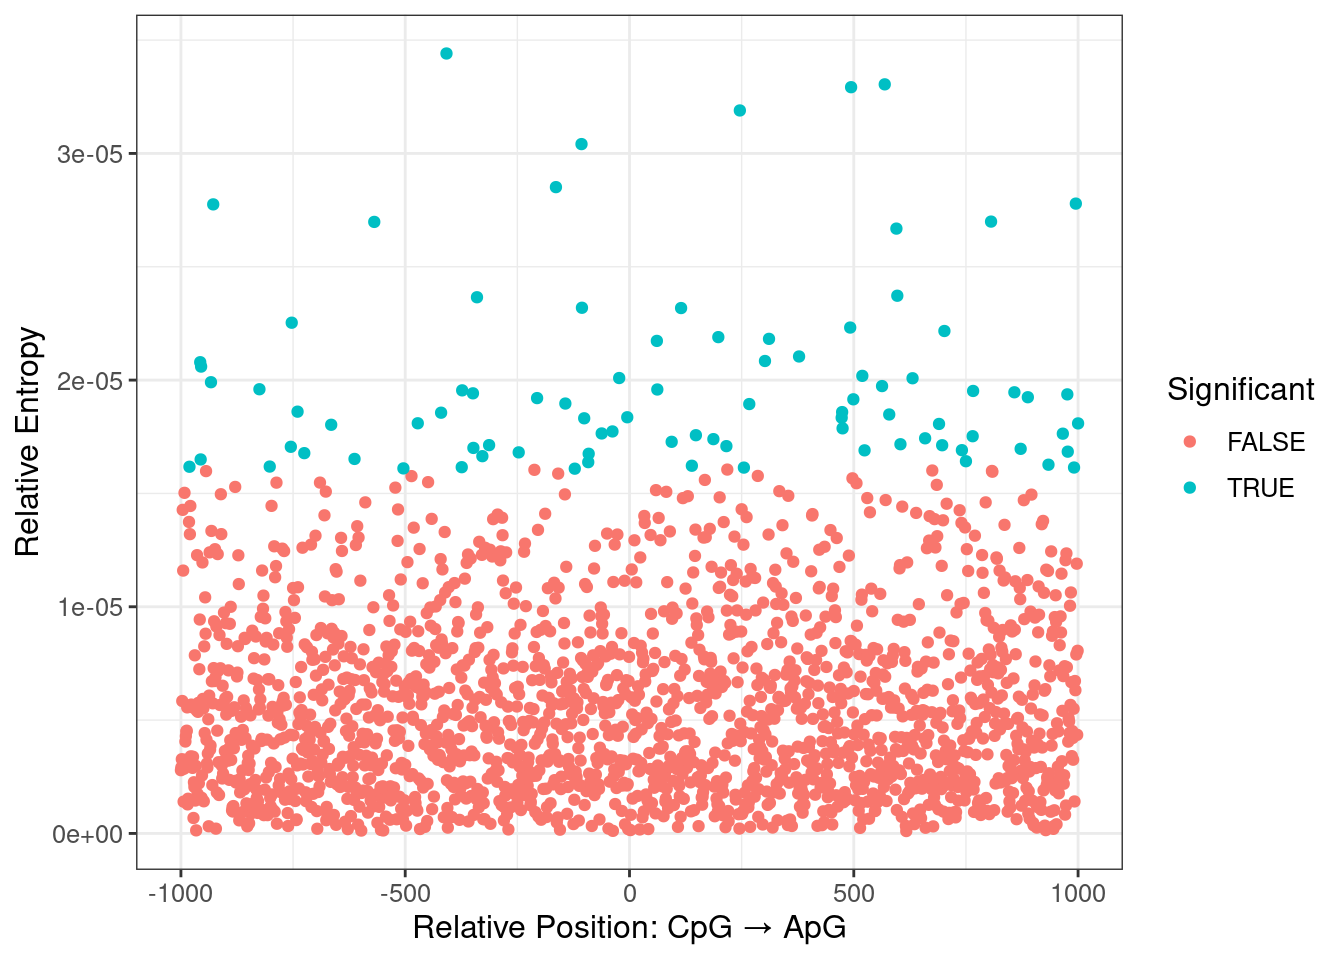 3e-05
2e-05
1e-05
0e+00
Relative Entropy
-1000 -500 0 500 1000
Relative Position: CpG → ApG
Significant
FALSE
TRUE